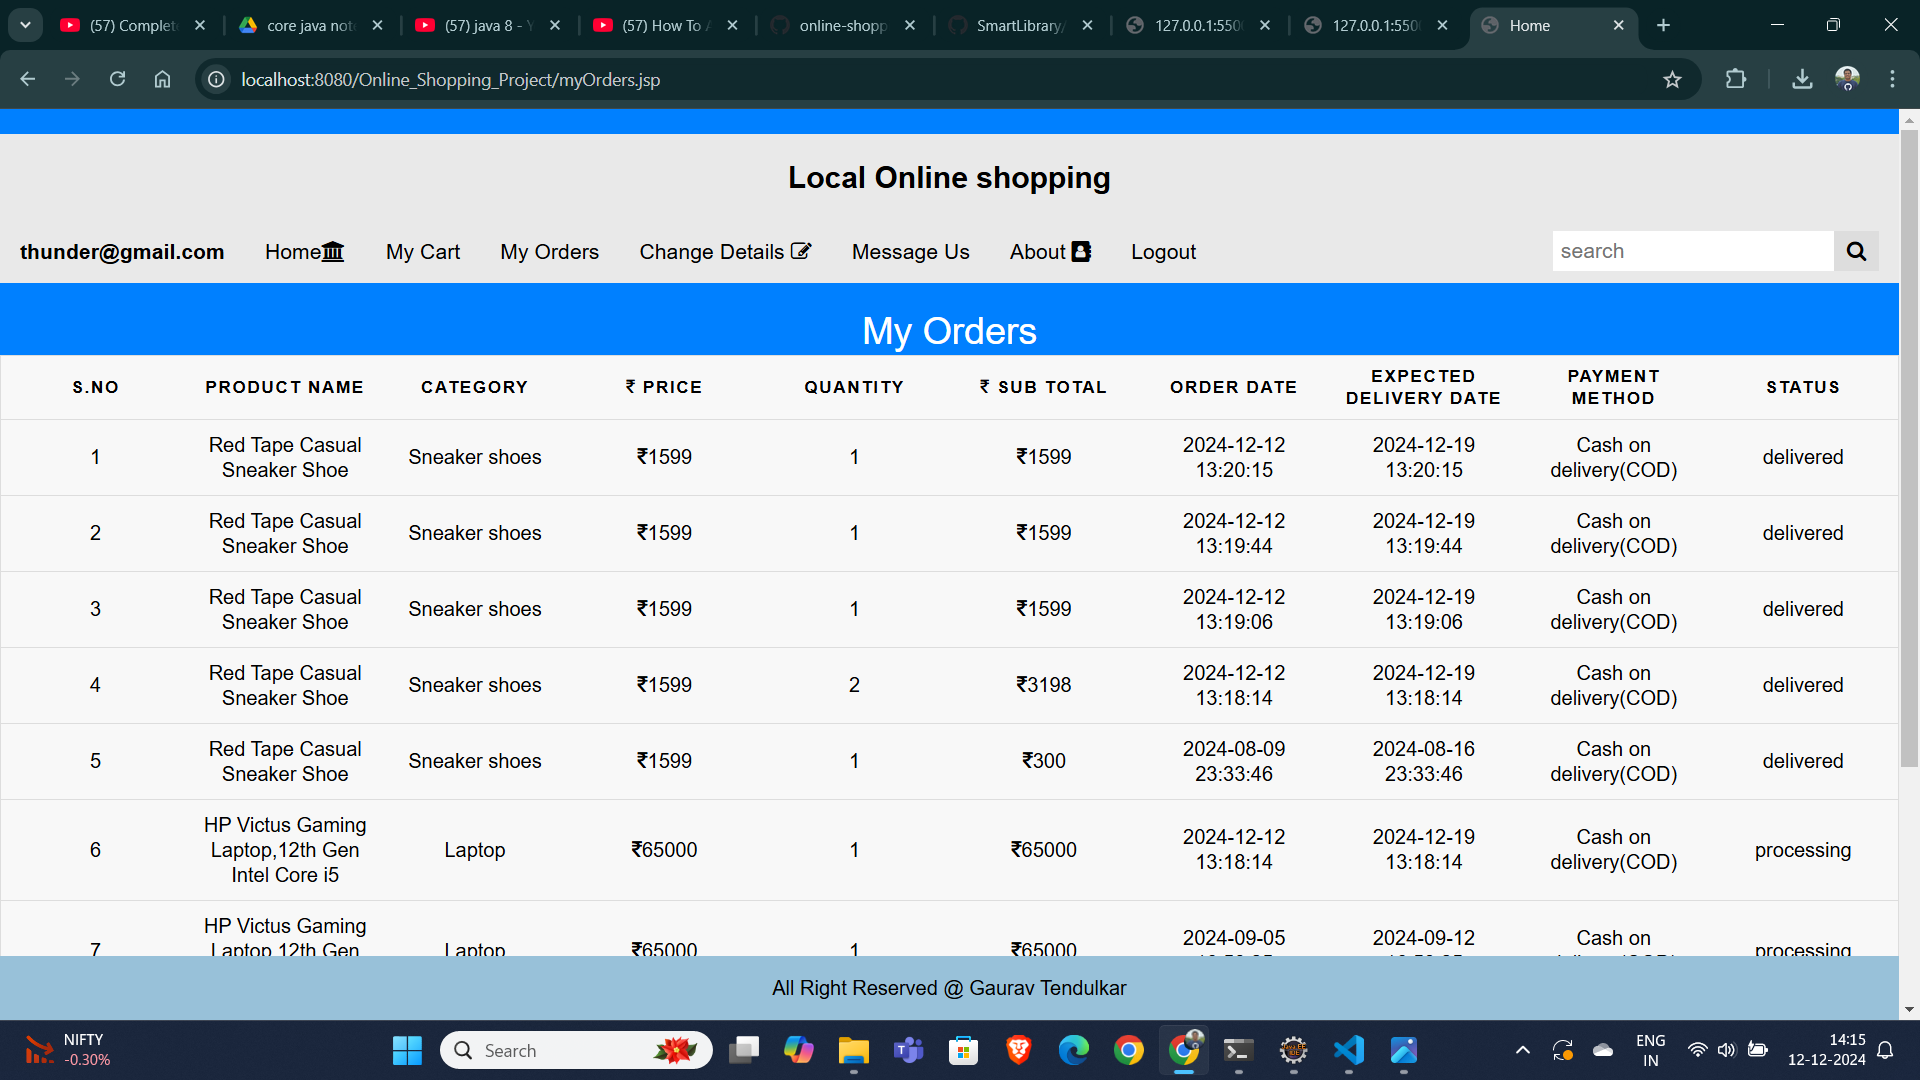 (57) Complet
core java not
(57) java 8 - Y
(57) How To A
online-shopp
SmartLibrary/
127.0.0.1:550
127.0.0.1:550
Home
localhost:8080/Online_Shopping_Project/myOrders.jsp
Local Online shopping
thunder@gmail.com Home My Cart My Orders Change Details Message Us About Logout search
My Orders
S.NO PRODUCT NAME CATEGORY ₹ PRICE QUANTITY ₹ SUB TOTAL ORDER DATE EXPECTED DELIVERY DATE PAYMENT METHOD STATUS
1 Red Tape Casual Sneaker Shoe Sneaker shoes ₹1599 1 ₹1599 2024-12-12 13:20:15 2024-12-19 13:20:15 Cash on delivery(COD) delivered
2 Red Tape Casual Sneaker Shoe Sneaker shoes ₹1599 1 ₹1599 2024-12-12 13:19:44 2024-12-19 13:19:44 Cash on delivery(COD) delivered
3 Red Tape Casual Sneaker Shoe Sneaker shoes ₹1599 1 ₹1599 2024-12-12 13:19:06 2024-12-19 13:19:06 Cash on delivery(COD) delivered
4 Red Tape Casual Sneaker Shoe Sneaker shoes ₹1599 2 ₹3198 2024-12-12 13:18:14 2024-12-19 13:18:14 Cash on delivery(COD) delivered
5 Red Tape Casual Sneaker Shoe Sneaker shoes ₹1599 1 ₹300 2024-08-09 23:33:46 2024-08-16 23:33:46 Cash on delivery(COD) delivered
6 HP Victus Gaming Laptop,12th Gen Intel Core i5 Laptop ₹65000 1 ₹65000 2024-12-12 13:18:14 2024-12-19 13:18:14 Cash on delivery(COD) processing
7 HP Victus Gaming Laptop,12th Gen Laptop ₹65000 1 ₹65000 2024-09-05 2024-09-12 Cash on processing
All Right Reserved @ Gaurav Tendulkar
NIFTY
-0.30%
Search
ENG
IN
14:15
12-12-2024